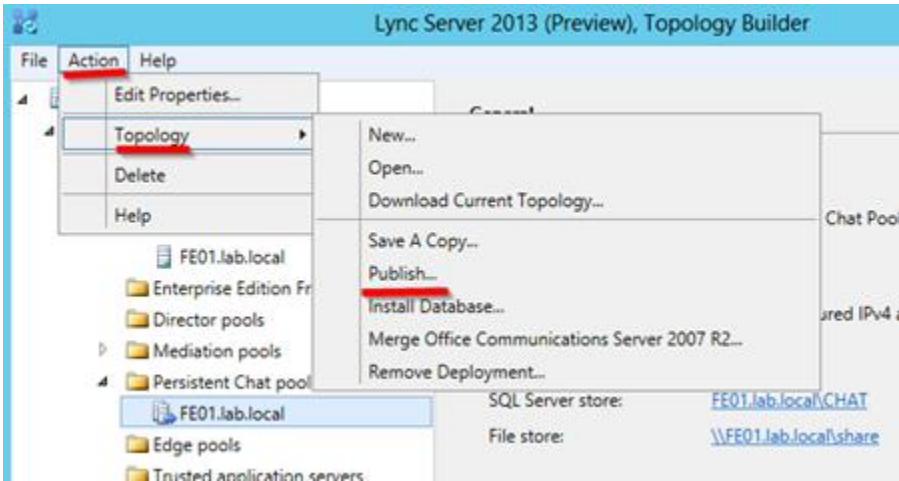 Lync Server 2013 (Preview), Topology Builder
File Action Help
Edit Properties...
Topology
Delete
Help
New...
Open...
Download Current Topology...
Save A Copy...
Publish...
Install Database...
Merge Office Communications Server 2007 R2...
Remove Deployment...
General
Chat Poo
ured IPv4 a
FE01.lab.local
Enterprise Edition Fr
Director pools
Mediation pools
Persistent Chat pool
FE01.lab.local
Edge pools
Trusted application servers
SQL Server store: FE01.lab.local\CHAT
File store: \\FE01.lab.local\share